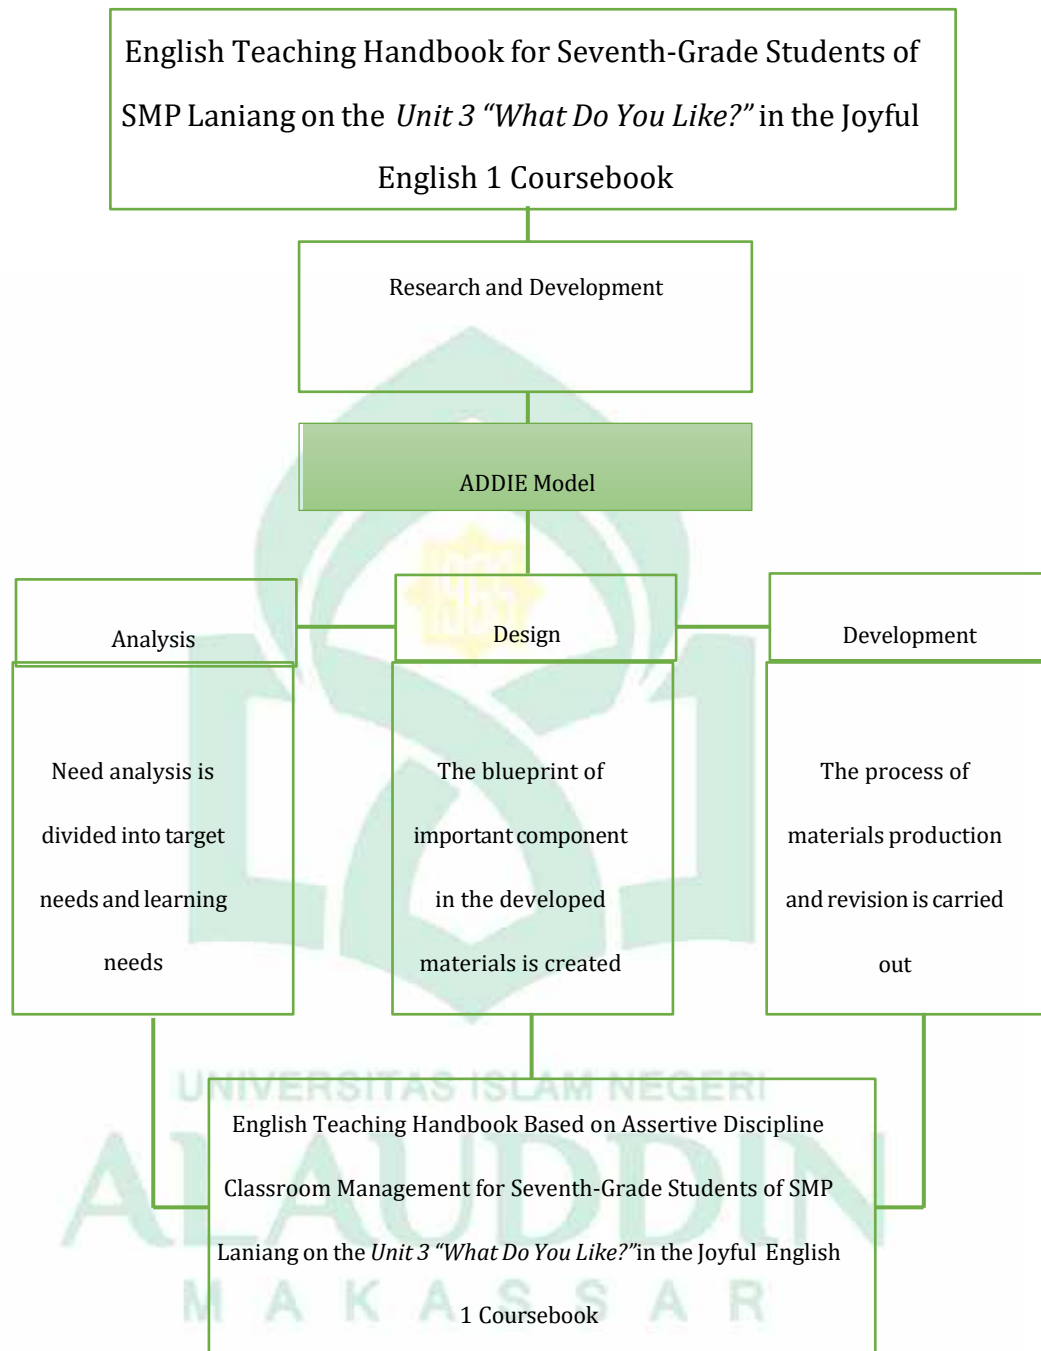 English Teaching Handbook for Seventh-Grade Students of
SMP Laniang on the Unit 3 “What Do You Like?” in the Joyful
English 1 Coursebook
Research and Development
ADDIE Model
Analysis
Design
Development
Need analysis is
divided into target
needs and learning
needs
The blueprint of
important component
in the developed
materials is created
The process of
materials production
and revision is carried
out
UNIVERSITAS ISLAM NEGERI
ALAUDDIN
MAKASSAR
English Teaching Handbook Based on Assertive Discipline
Classroom Management for Seventh-Grade Students of SMP
Laniang on the Unit 3 “What Do You Like?”in the Joyful English
1 Coursebook